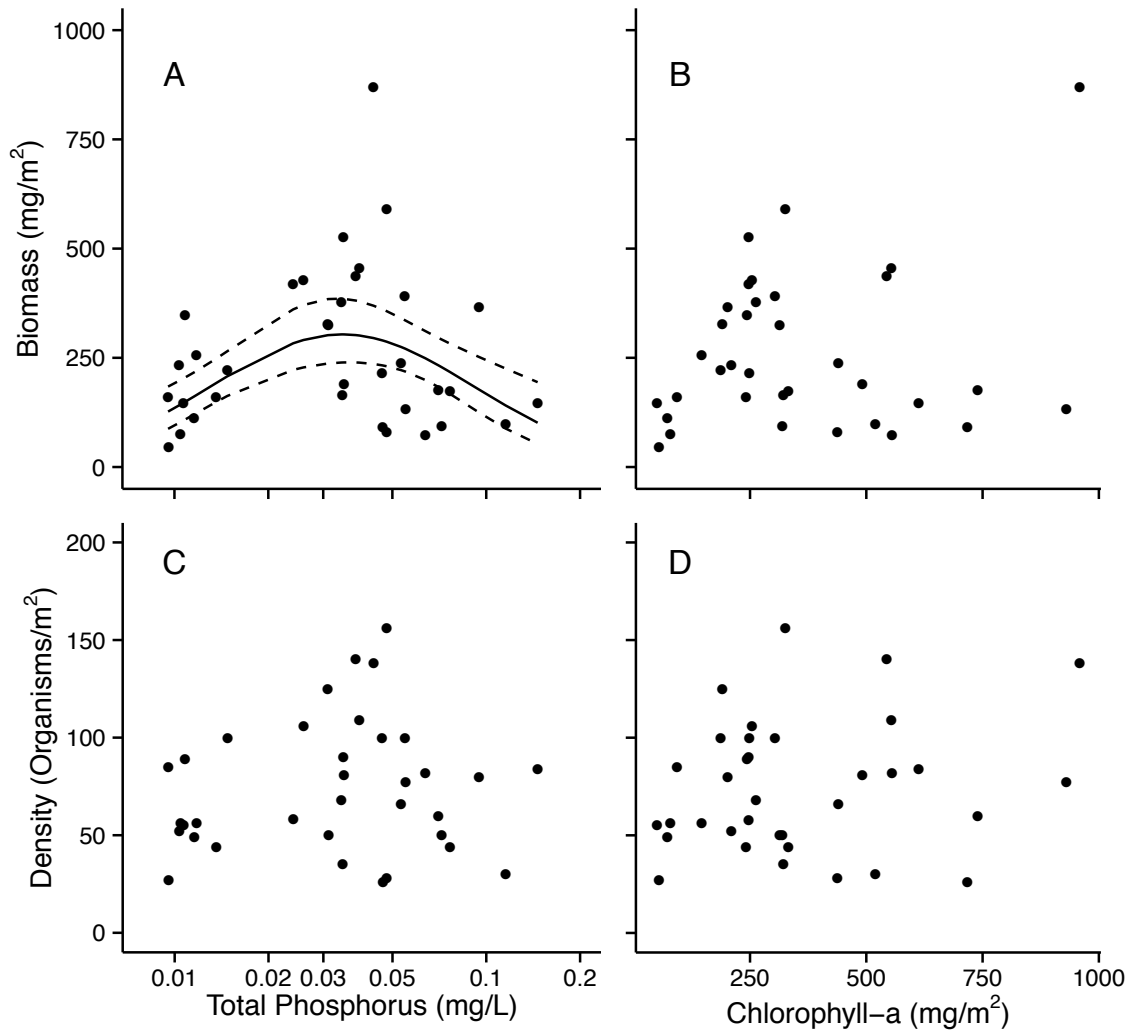 A
B
Biomass (mg/m²)
1000
750
500
250
0
C
D
Density (Organisms/m²)
200
150
100
50
0
0.01 0.02 0.03 0.05 0.1 0.2
250 500 750 1000
Total Phosphorus (mg/L)
Chlorophyll−a (mg/m²)